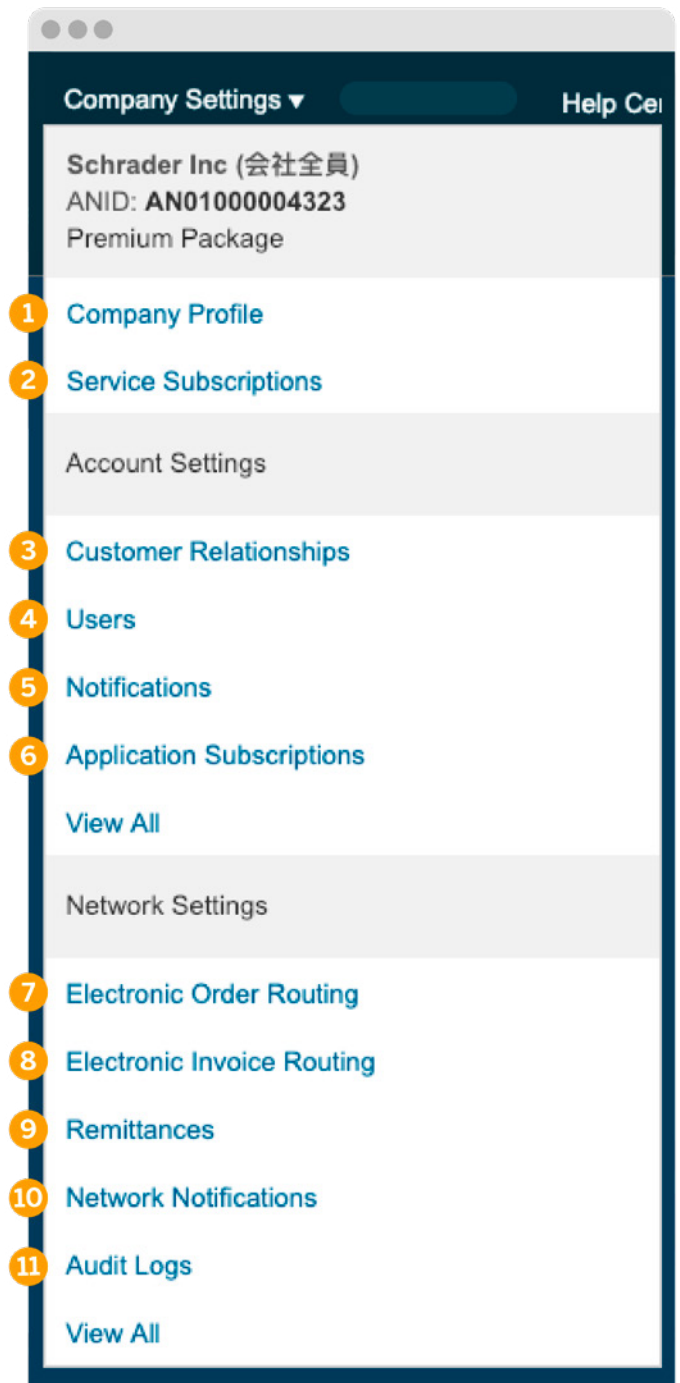 Company Settings ▼ Help Cer
Schrader Inc (会社全員)
ANID: AN01000004323
Premium Package
1 Company Profile
2 Service Subscriptions
Account Settings
3 Customer Relationships
4 Users
5 Notifications
6 Application Subscriptions
View All
Network Settings
7 Electronic Order Routing
8 Electronic Invoice Routing
9 Remittances
10 Network Notifications
11 Audit Logs
View All